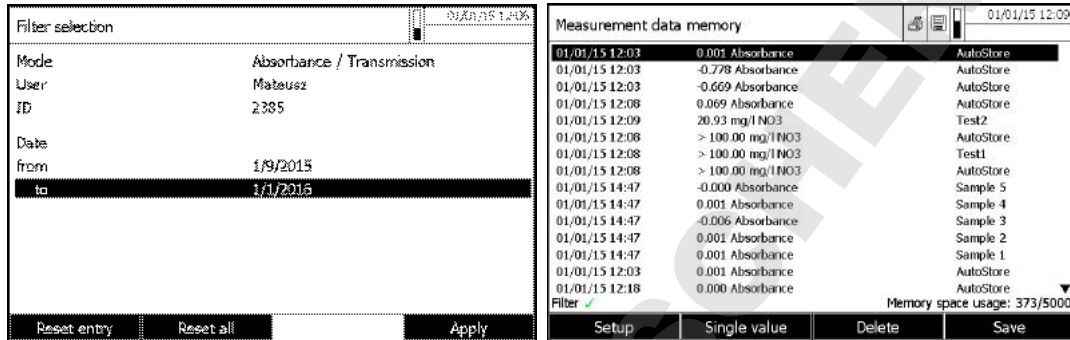 Filter selection
01/01/15 12:06
Mode Absorbance / Transmission
User Mateusz
ID 2385
Date
from 1/9/2015
to 1/1/2016
Reset entry Reset all Apply
Measurement data memory
01/01/15 12:09
01/01/15 12:03 0.001 Absorbance AutoStore
01/01/15 12:03 -0.778 Absorbance AutoStore
01/01/15 12:03 -0.669 Absorbance AutoStore
01/01/15 12:08 0.069 Absorbance AutoStore
01/01/15 12:09 20.93 mg/l NO3 Test2
01/01/15 12:08 > 100.00 mg/l NO3 AutoStore
01/01/15 12:08 > 100.00 mg/l NO3 Test1
01/01/15 12:08 > 100.00 mg/l NO3 AutoStore
01/01/15 14:47 -0.000 Absorbance Sample 5
01/01/15 14:47 0.001 Absorbance Sample 4
01/01/15 14:47 -0.006 Absorbance Sample 3
01/01/15 14:47 0.001 Absorbance Sample 2
01/01/15 14:47 0.001 Absorbance Sample 1
01/01/15 12:03 0.001 Absorbance AutoStore
01/01/15 12:18 0.000 Absorbance AutoStore
Filter ✓ Memory space usage: 373/5000
Setup Single value Delete Save